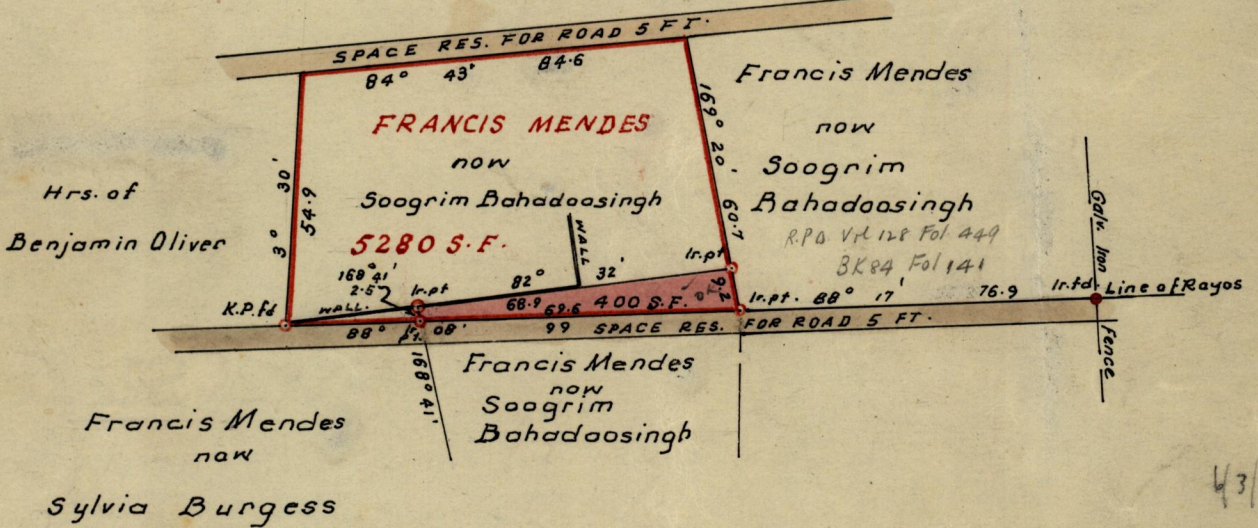 SPACE RES. FOR ROAD 5 FT.
84° 43' 84.6
FRANCIS MENDES
now
Soogrim Bahadoosingh
5280 S.F.
3° 30'
54.9
169° 20' 60.7
Francis Mendes
now
Soogrim
Bahadoosingh
R.P.O. Vol 128 Fol 449
BK 84 Fol 141
Hrs. of
Benjamin Oliver
168° 41'
2.5
Ir.pt
82° 32'
WALL
Ir.pt
K.P.fd
WALL.
68.9
69.6
400 S.F.
9.2
Ir.pt. 88° 17' 76.9 Ir.fd.
Line of Rayos
Galv. Iron
Fence
88° 08' 99
Ir.
pt.
SPACE RES. FOR ROAD 5 FT.
168° 41'
Francis Mendes
now
Soogrim
Bahadoosingh
Francis Mendes
now
Sylvia Burgess